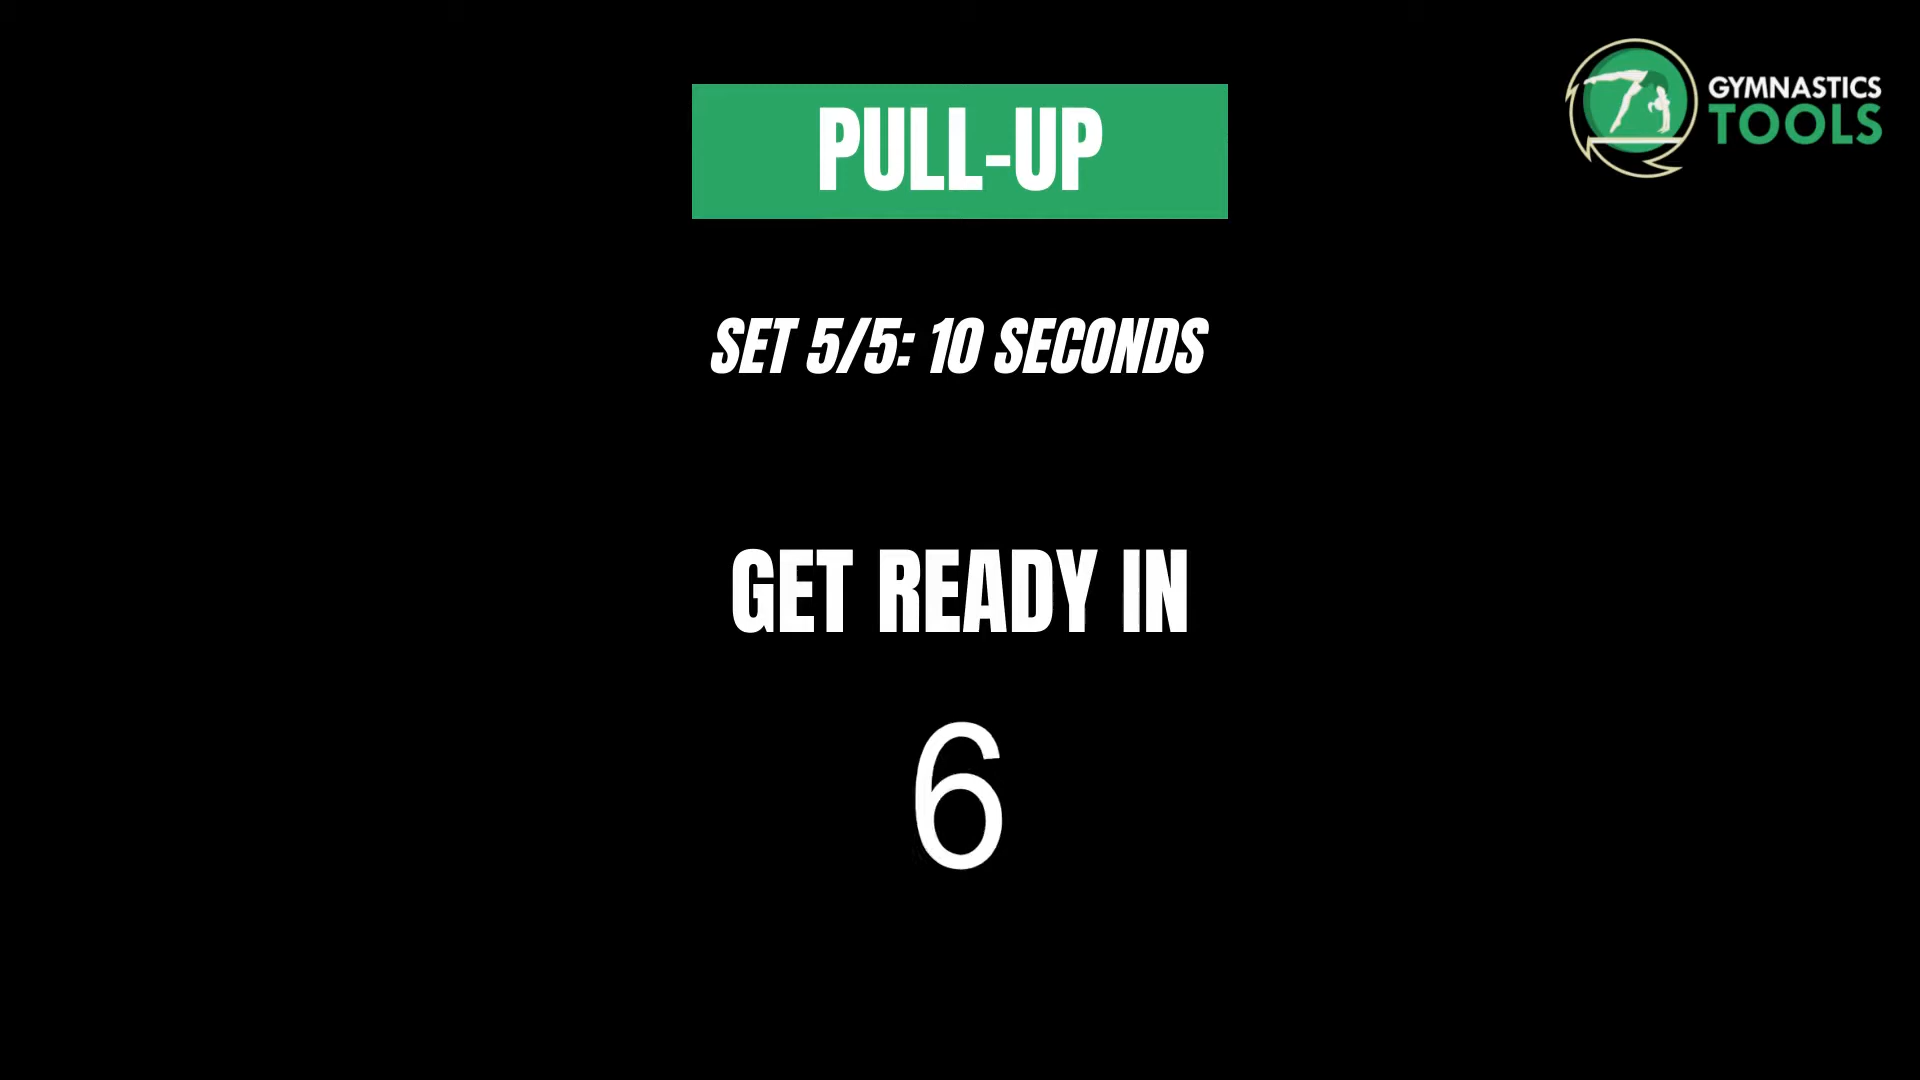 PULL-UP
GYMNASTICS
TOOLS
SET 5/5: 10 SECONDS
GET READY IN
6